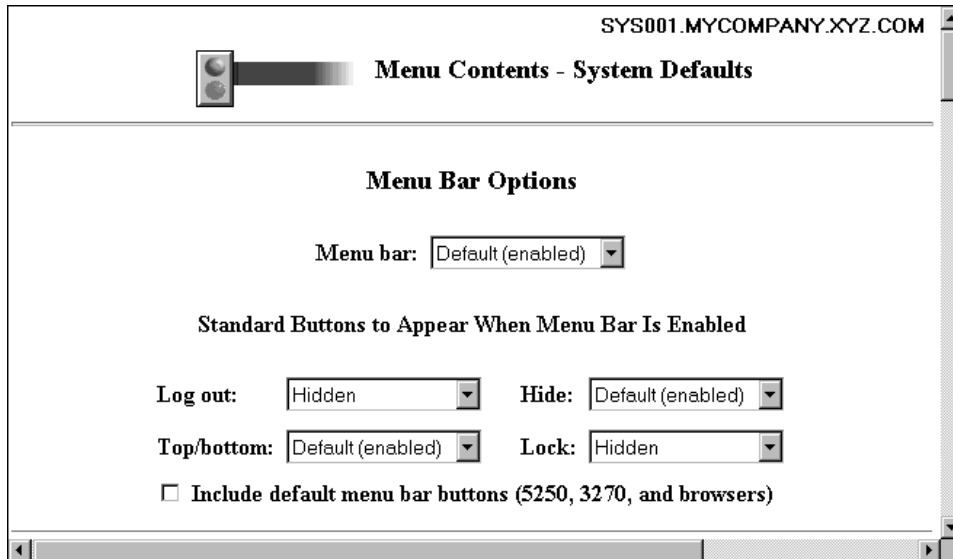 SYS001.MYCOMPANY.XYZ.COM
Menu Contents - System Defaults
Menu Bar Options
Menu bar: Default (enabled)
Standard Buttons to Appear When Menu Bar Is Enabled
Log out: Hidden Hide: Default (enabled)
Top/bottom: Default (enabled) Lock: Hidden
Include default menu bar buttons (5250, 3270, and browsers)